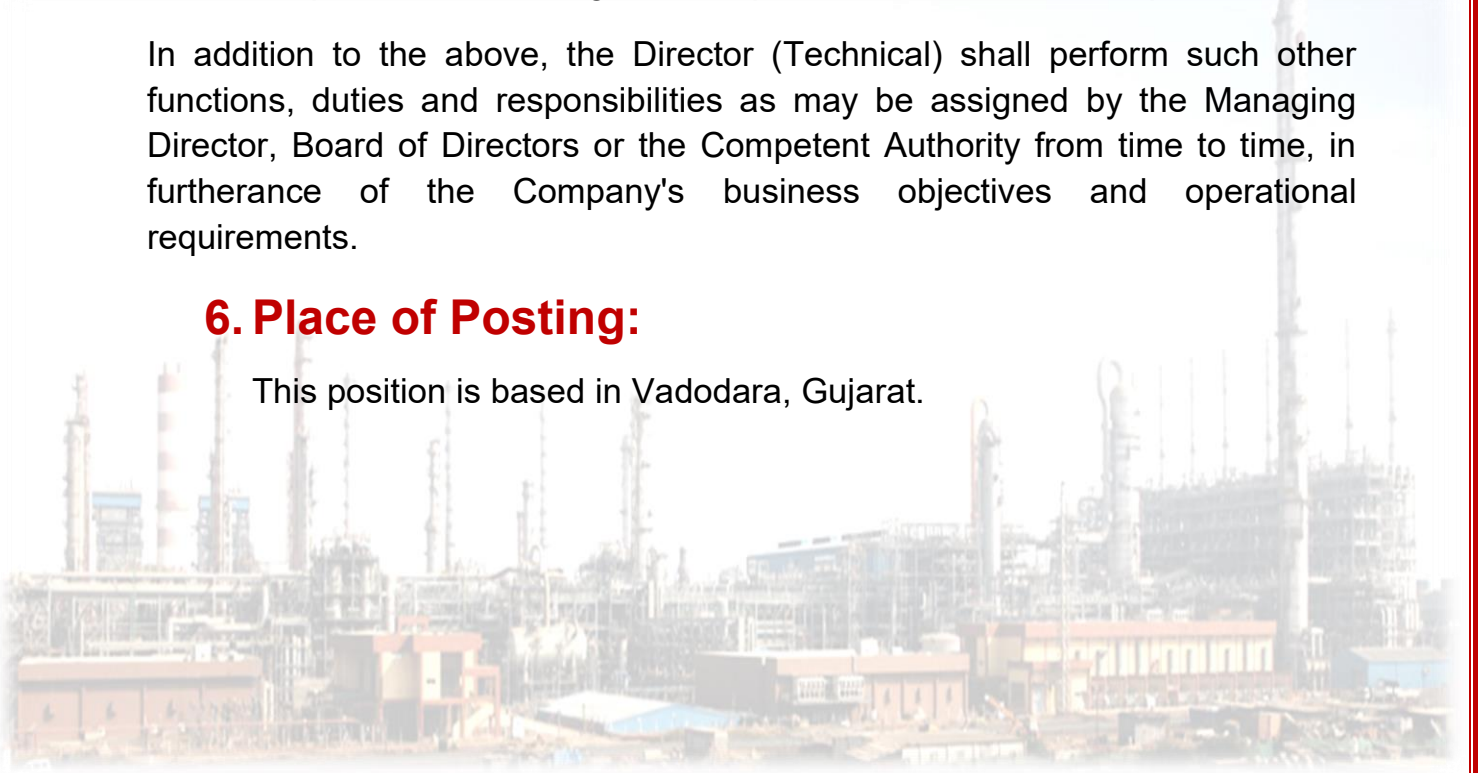 In addition to the above, the Director (Technical) shall perform such other
functions, duties and responsibilities as may be assigned by the Managing
Director, Board of Directors or the Competent Authority from time to time, in
furtherance of the Company's business objectives and operational
requirements.
6. Place of Posting:
This position is based in Vadodara, Gujarat.